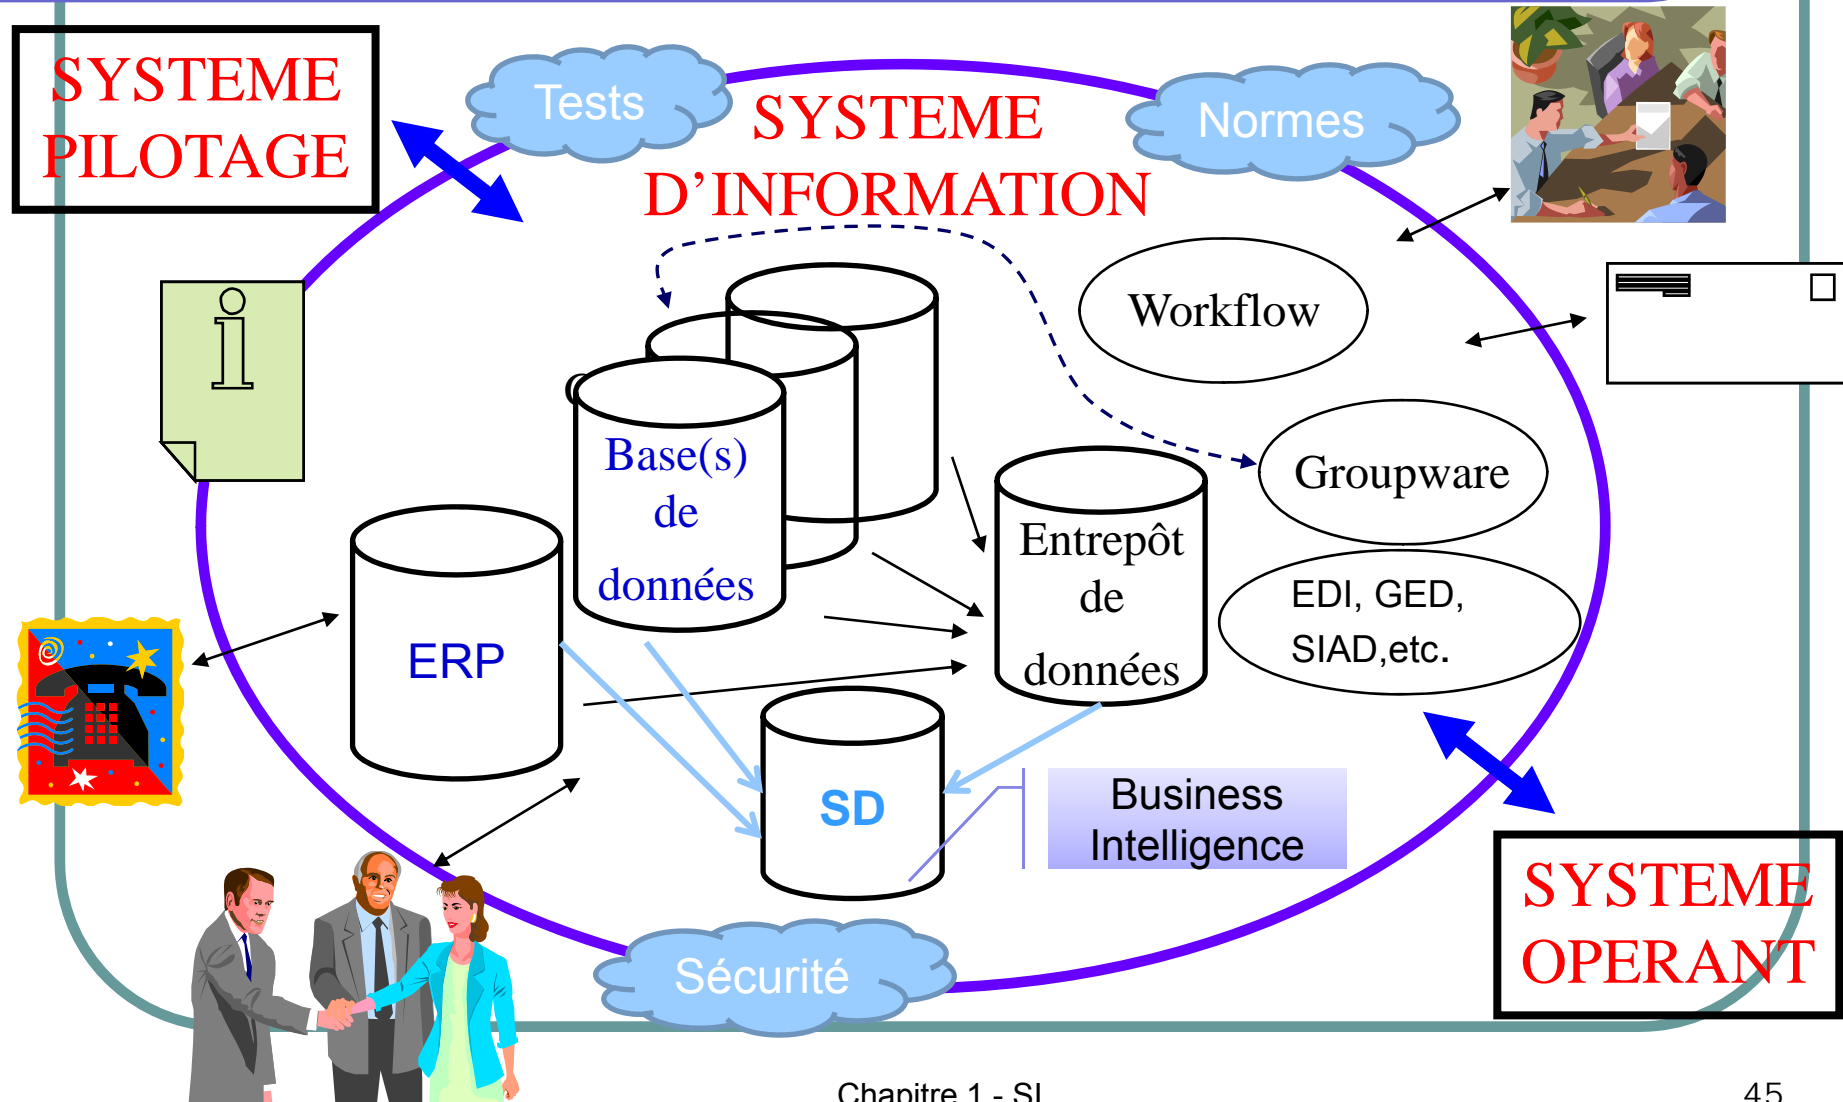 SYSTEME
PILOTAGE
Tests
SYSTEME
D’INFORMATION
Normes
i
Workflow
Base(s)
de
données
Groupware
Entrepôt
de
données
EDI, GED,
SIAD,etc.
ERP
SD
Business
Intelligence
SYSTEME
OPERANT
Sécurité
Chapitre 1 - SI
45